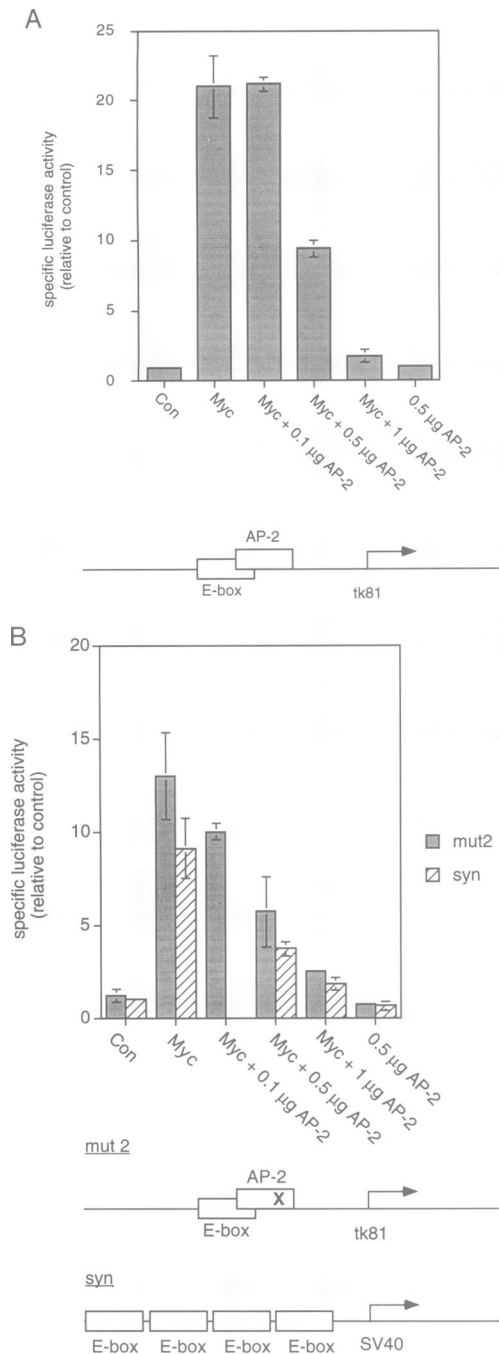 A
specific luciferase activity
(relative to control)
25
20
15
10
5
0
Con
Myc
Myc + 0.1 µg AP-2
Myc + 0.5 µg AP-2
Myc + 1 µg AP-2
0.5 µg AP-2
AP-2
E-box
tk81
B
specific luciferase activity
(relative to control)
20
15
10
5
0
mut2
syn
Con
Myc
Myc + 0.1 µg AP-2
Myc + 0.5 µg AP-2
Myc + 1 µg AP-2
0.5 µg AP-2
mut 2
AP-2
X
E-box
tk81
syn
E-box E-box E-box E-box SV40